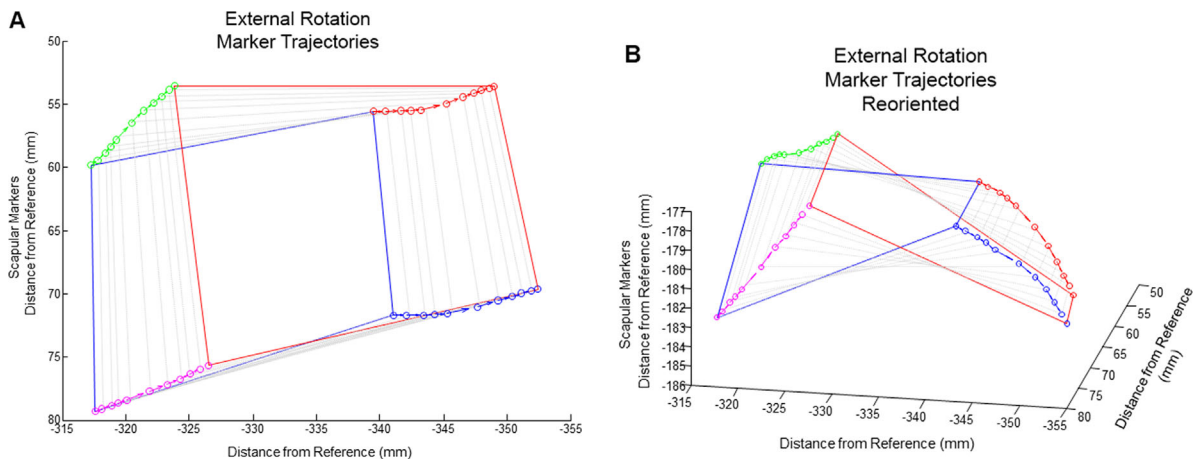 A
External Rotation
Marker Trajectories
Scapular Markers
Distance from Reference (mm)
50
55
60
65
70
75
80
-315
-320
-325
-330
-335
-340
-345
-350
-355
Distance from Reference (mm)
B
External Rotation
Marker Trajectories
Reoriented
Scapular Markers
Distance from Reference (mm)
-177
-178
-179
-180
-181
-182
-183
-185
-186
-315
-320
-325
-330
-335
-340
-345
-350
-355
Distance from Reference (mm)
50
55
60
65
70
75
80
Distance from Reference
(mm)